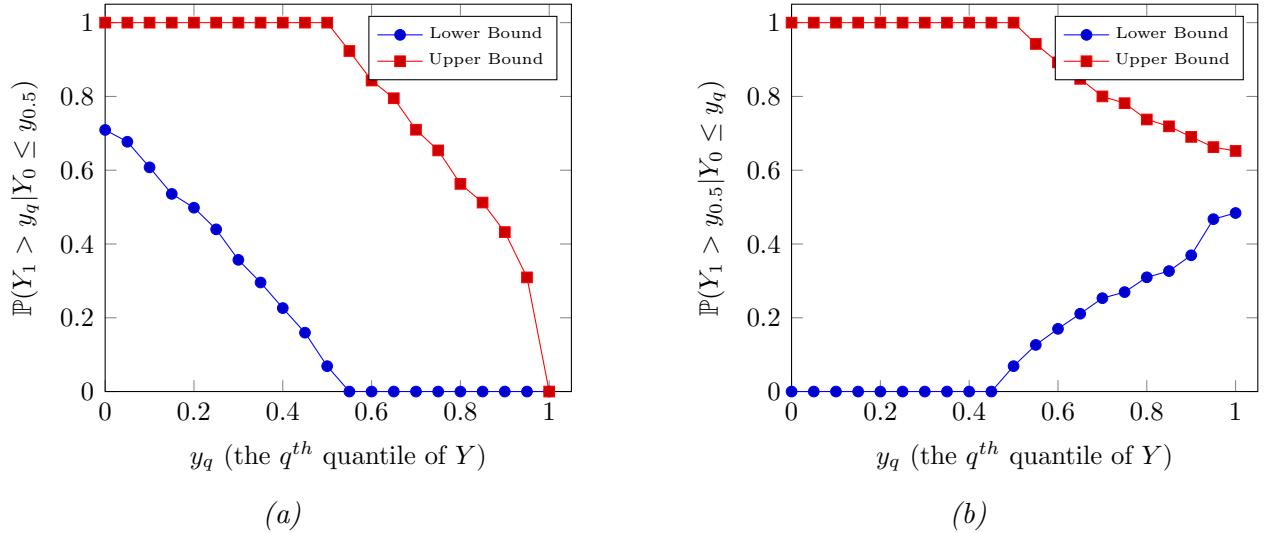 1
0.8
0.6
0.4
0.2
0
0 0.2 0.4 0.6 0.8 1
ℙ(Y₁ > y_q|Y₀ ≤ y₀.₅)
y_q (the qᵗʰ quantile of Y)
Lower Bound
Upper Bound
(a)
1
0.8
0.6
0.4
0.2
0
0 0.2 0.4 0.6 0.8 1
ℙ(Y₁ > y₀.₅|Y₀ ≤ y_q)
y_q (the qᵗʰ quantile of Y)
Lower Bound
Upper Bound
(b)